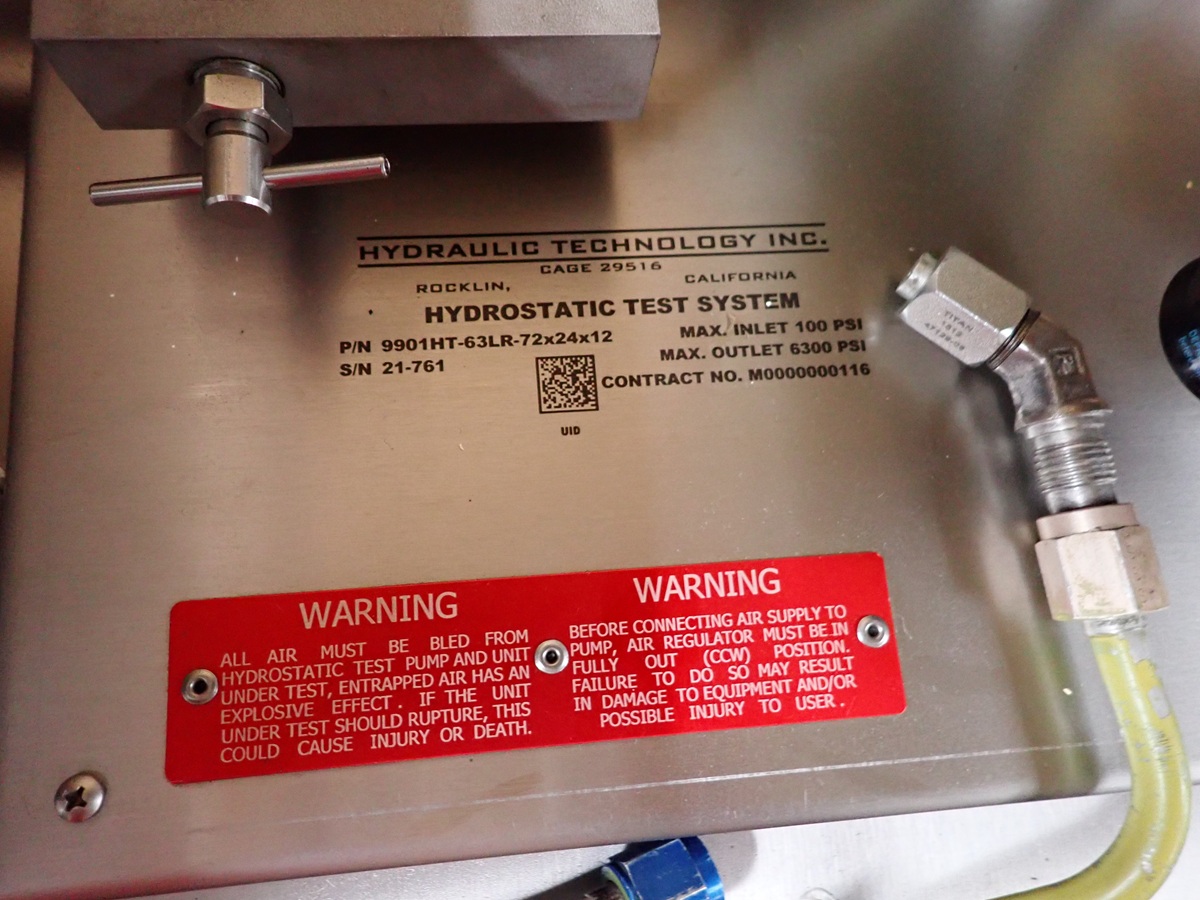 HYDRAULIC TECHNOLOGY INC.
CAGE 29516
ROCKLIN, CALIFORNIA
HYDROSTATIC TEST SYSTEM
P/N 9901HT-63LR-72x24x12
S/N 21-761
MAX. INLET 100 PSI
MAX. OUTLET 6300 PSI
CONTRACT NO. M0000000116
UID
TITAN
WARNING
ALL AIR MUST BE BLED FROM
HYDROSTATIC TEST PUMP AND UNIT
UNDER TEST, ENTRAPPED AIR HAS AN
EXPLOSIVE EFFECT. IF THE UNIT
UNDER TEST SHOULD RUPTURE, THIS
COULD CAUSE INJURY OR DEATH.
WARNING
BEFORE CONNECTING AIR SUPPLY TO
PUMP, AIR REGULATOR MUST BE IN
FULLY OUT (CCW) POSITION.
FAILURE TO DO SO MAY RESULT
IN DAMAGE TO EQUIPMENT AND/OR
POSSIBLE INJURY TO USER.